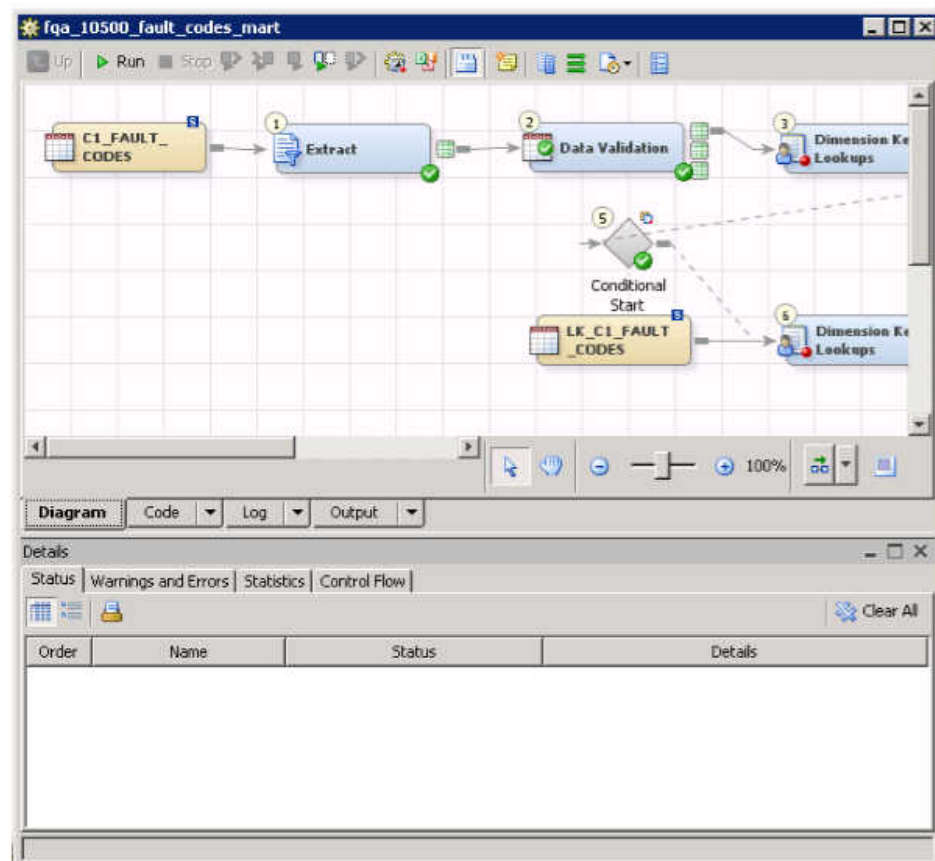 fqa_10500_fault_codes_mart
Up Run Stop
1
2
3
C1_FAULT_
CODES
Extract
Data Validation
Dimension Ke
Lookups
5
Conditional
Start
6
LK_C1_FAULT
_CODES
Dimension Ke
Lookups
100%
Diagram Code Log Output
Details
Status Warnings and Errors Statistics Control Flow
Clear All
Order Name Status Details